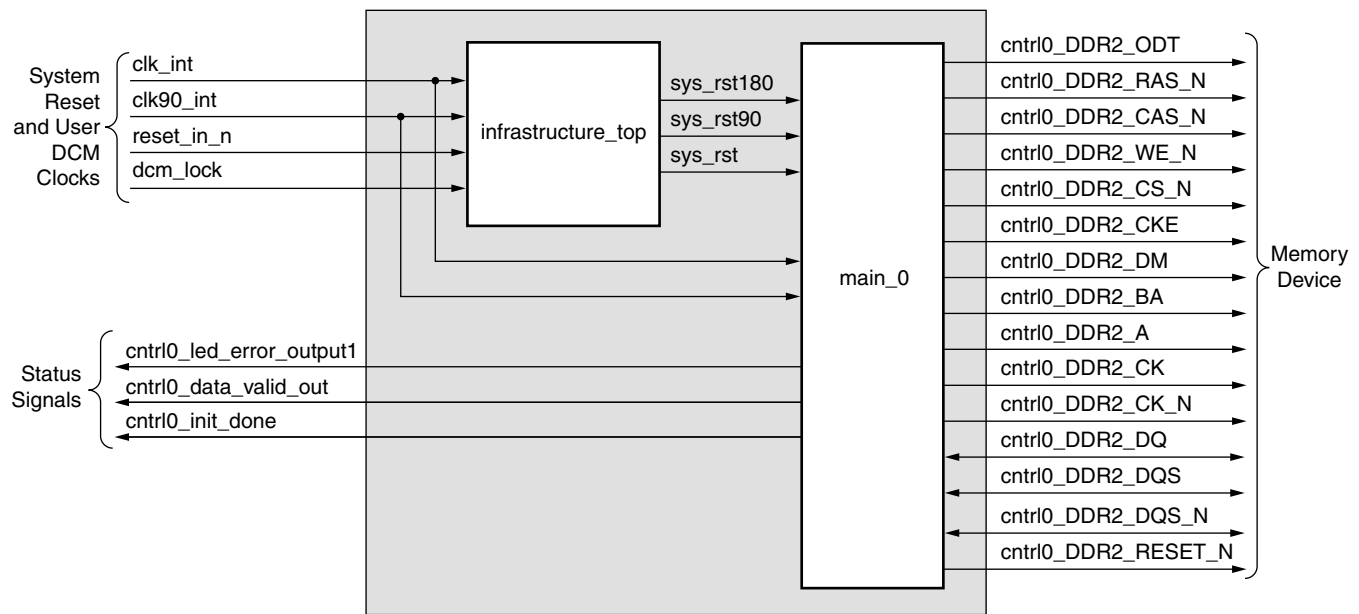 System
Reset
and User
DCM
Clocks
clk_int
clk90_int
reset_in_n
dcm_lock
infrastructure_top
sys_rst180
sys_rst90
sys_rst
main_0
cntrl0_DDR2_ODT
cntrl0_DDR2_RAS_N
cntrl0_DDR2_CAS_N
cntrl0_DDR2_WE_N
cntrl0_DDR2_CS_N
cntrl0_DDR2_CKE
cntrl0_DDR2_DM
cntrl0_DDR2_BA
cntrl0_DDR2_A
cntrl0_DDR2_CK
cntrl0_DDR2_CK_N
cntrl0_DDR2_DQ
cntrl0_DDR2_DQS
cntrl0_DDR2_DQS_N
cntrl0_DDR2_RESET_N
Memory
Device
Status
Signals
cntrl0_led_error_output1
cntrl0_data_valid_out
cntrl0_init_done